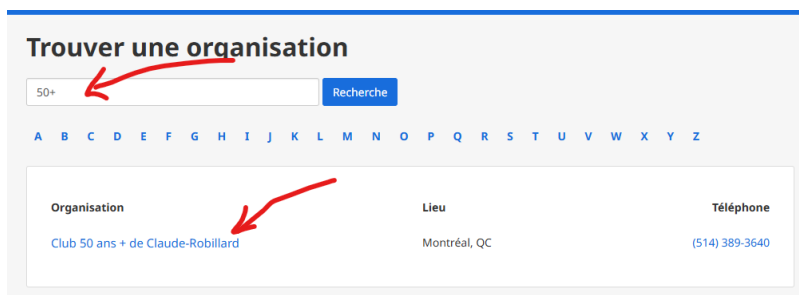 Trouver une organisation
50+ Recherche
A B C D E F G H I J K L M N O P Q R S T U V W X Y Z
Organisation Lieu Téléphone
Club 50 ans + de Claude-Robillard Montréal, QC (514) 389-3640